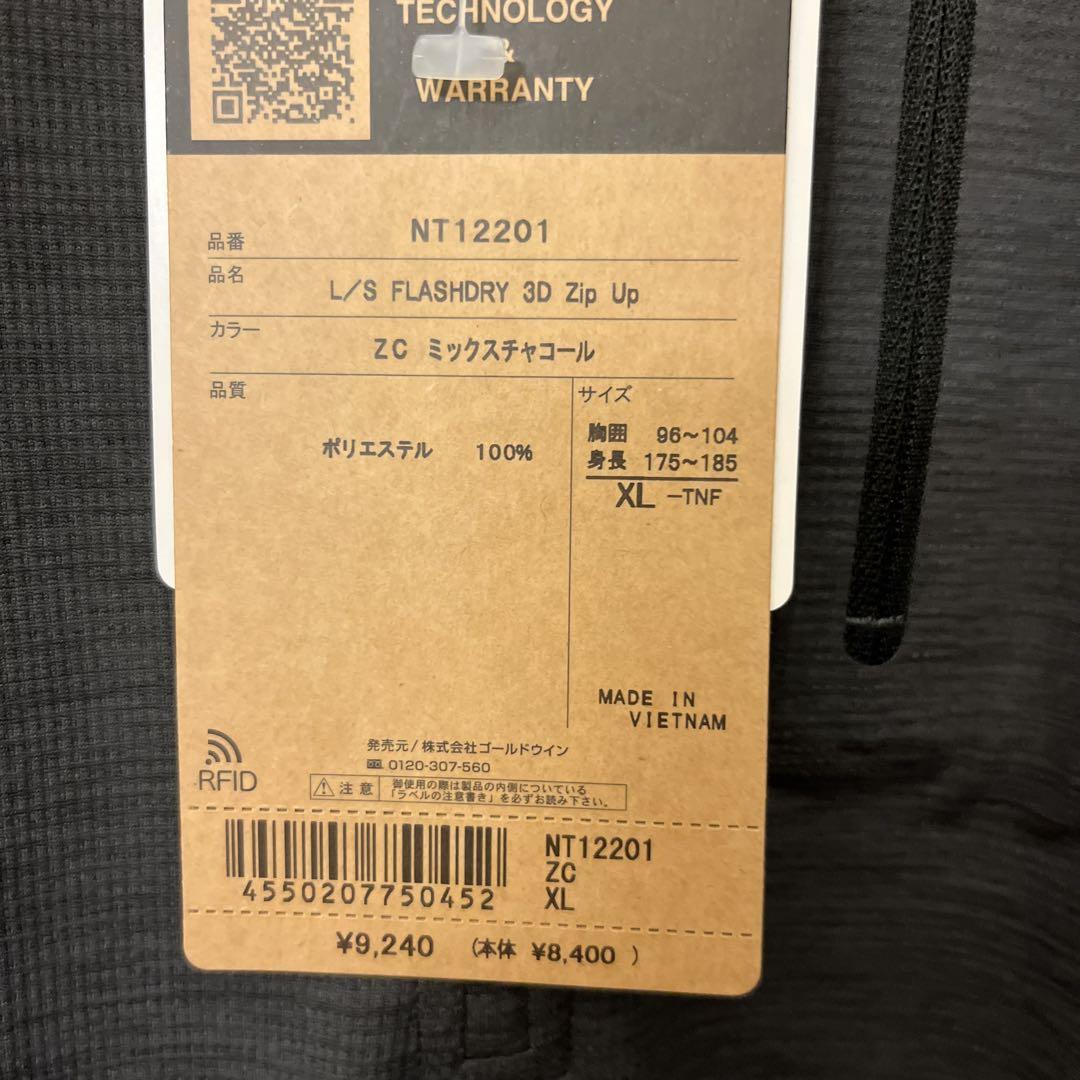 TECHNOLOGY
&
WARRANTY
品番 NT12201
品名
L/S FLASHDRY 3D Zip Up
カラー
ZC ミックスチャコール
品質
ポリエステル 100%
サイズ
胸囲 96~104
身長 175~185
XL -TNF
MADE IN
VIETNAM
RFID
発売元/株式会社ゴールドウイン
0120-307-560
注意
御使用の際は製品の内側についている
「ラベルの注意書き」を必ずお読み下さい。
4550207750452
NT12201
ZC
XL
¥9,240 (本体 ¥8,400 )